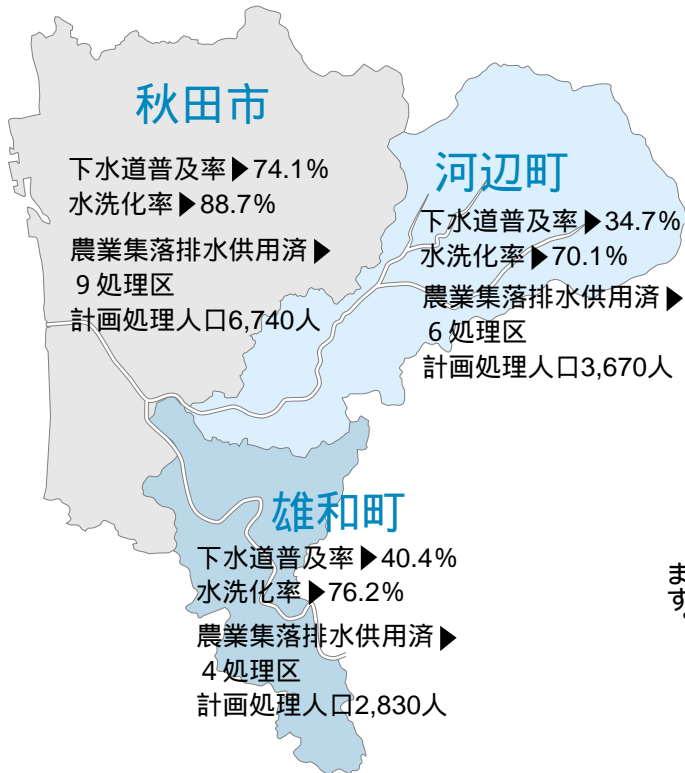 秋田市
下水道普及率▶74.1%
水洗化率▶88.7%
農業集落排水供用済▶
９処理区
計画処理人口6,740人
河辺町
下水道普及率▶34.7%
水洗化率▶70.1%
農業集落排水供用済▶
６処理区
計画処理人口3,670人
雄和町
下水道普及率▶40.4%
水洗化率▶76.2%
農業集落排水供用済▶
４処理区
計画処理人口2,830人
ます。